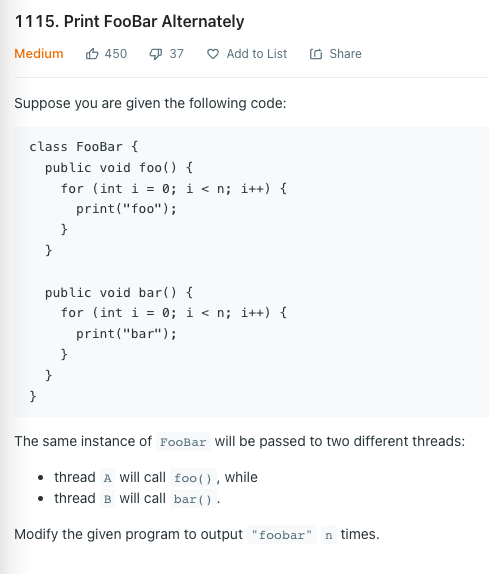 1115. Print FooBar Alternately
Medium 450 37 Add to List Share
Suppose you are given the following code:
class FooBar {
  public void foo() {
    for (int i = 0; i < n; i++) {
      print("foo");
    }
  }

  public void bar() {
    for (int i = 0; i < n; i++) {
      print("bar");
    }
  }
}
The same instance of FooBar will be passed to two different threads:
• thread A will call foo() , while
• thread B will call bar() .
Modify the given program to output "foobar" n times.